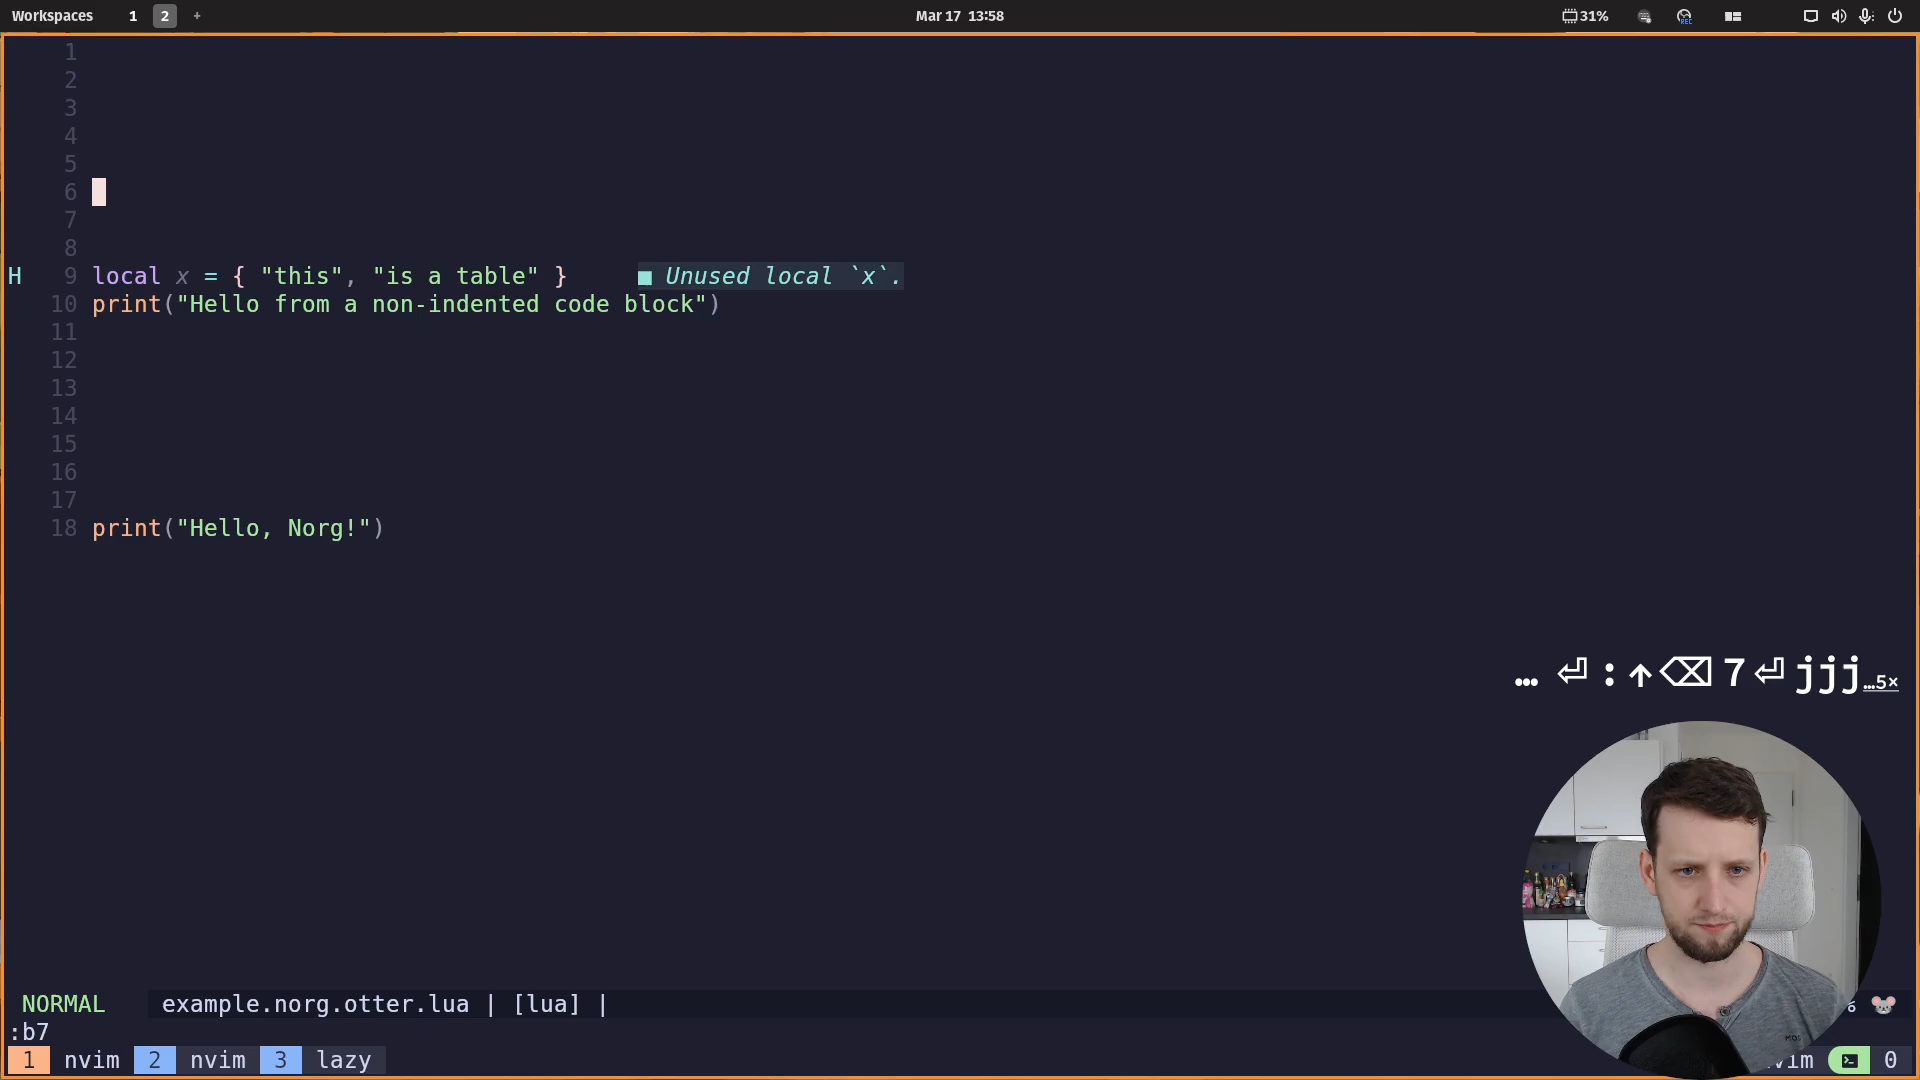 Workspaces 1 2 + Mar 17 13:58 31%
1
2
3
4
5
6
7
8
H 9 local x = { "this", "is a table" } ■ Unused local `x`.
10 print("Hello from a non-indented code block")
11
12
13
14
15
16
17
18 print("Hello, Norg!")
… ⏎ : ↑ ⌫ 7 ⏎ jjj…5×
NORMAL example.norg.otter.lua | [lua] |
:b7
1 nvim 2 nvim 3 lazy 0